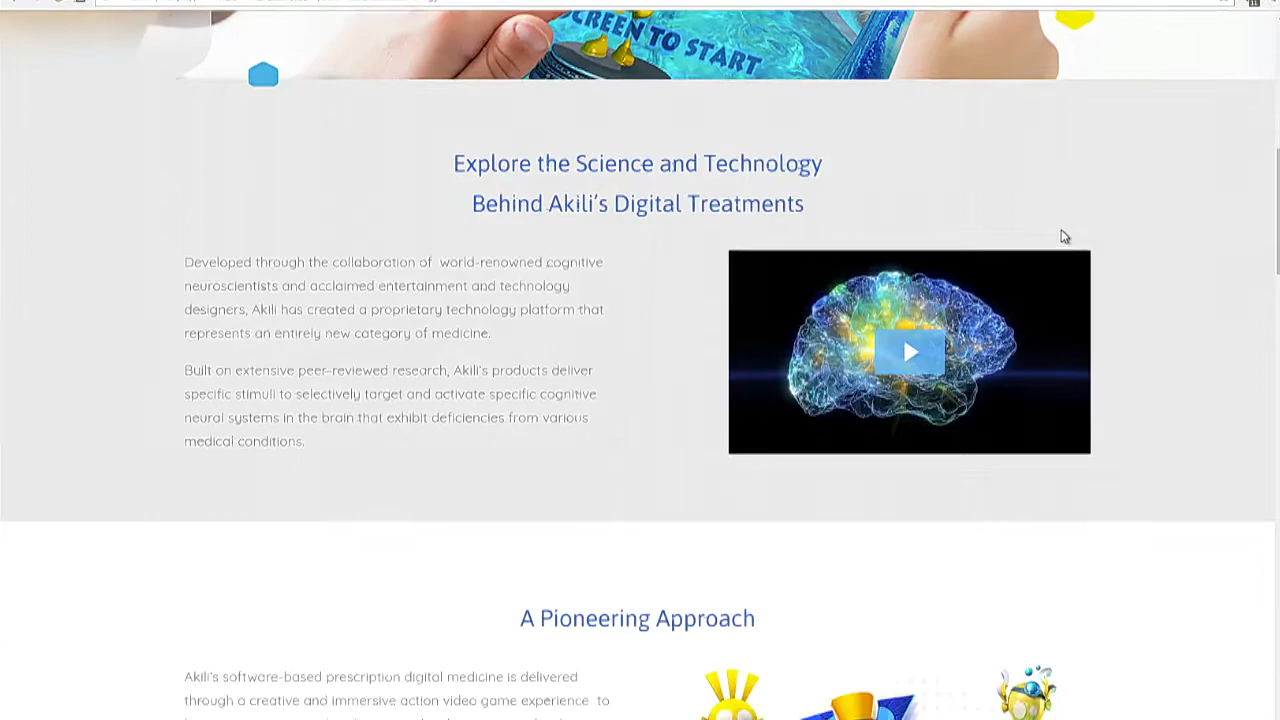 SCREEN TO START
Explore the Science and Technology
Behind Akili's Digital Treatments
Developed through the collaboration of world-renowned cognitive
neuroscientists and acclaimed entertainment and technology
designers, Akili has created a proprietary technology platform that
represents an entirely new category of medicine.
Built on extensive peer-reviewed research, Akili's products deliver
specific stimuli to selectively target and activate specific cognitive
neural systems in the brain that exhibit deficiencies from various
medical conditions.
A Pioneering Approach
Akili's software-based prescription digital medicine is delivered
through a creative and immersive action video game experience to